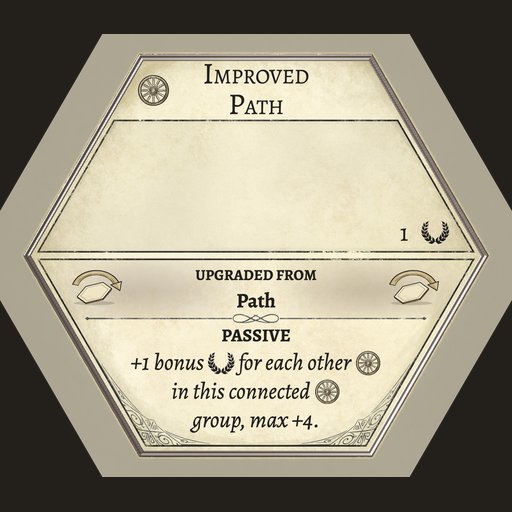 Improved
Path
1
UPGRADED FROM
Path
PASSIVE
+1 bonus for each other
in this connected
group, max +4.